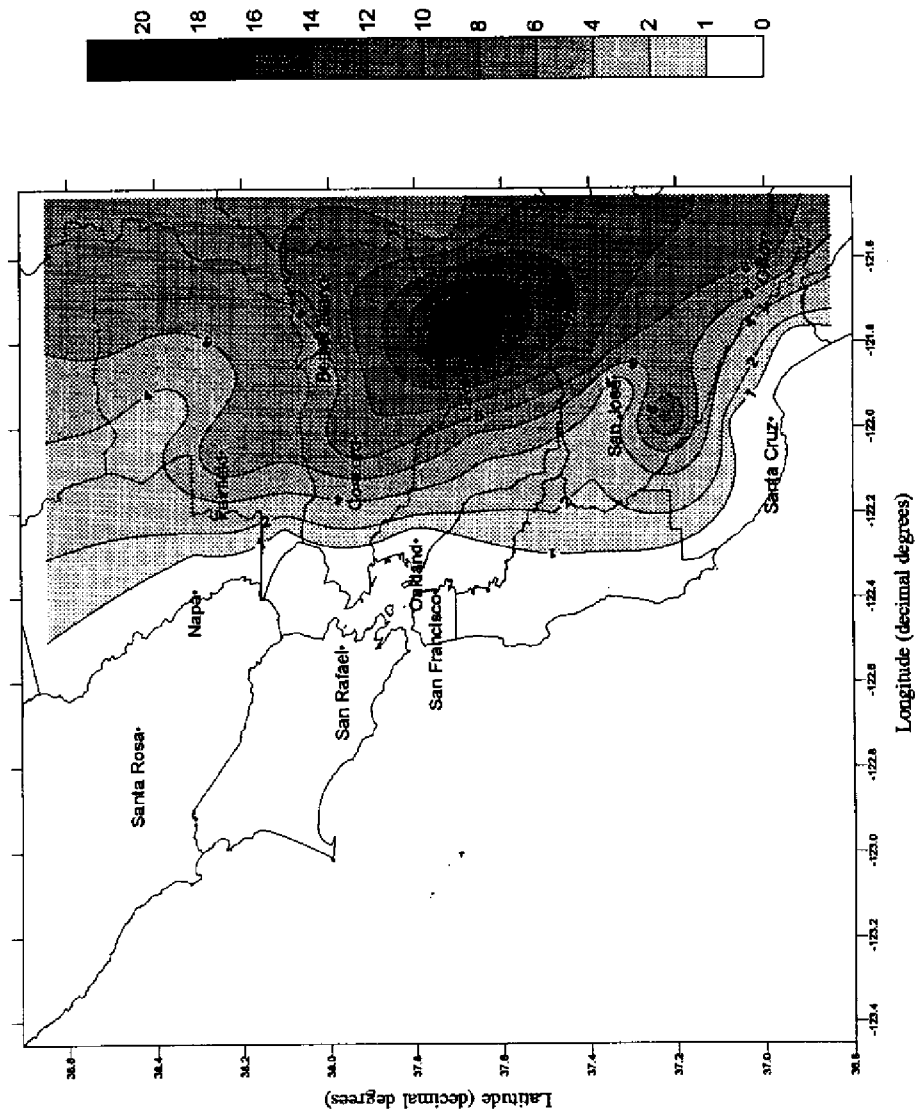 20
18
16
14
12
10
8
6
4
2
1
0
Santa Rosa
Napa
Fairfield
San Rafael
Concord
Oakland
San Francisco
San Jose
Santa Cruz
Latitude (decimal degrees)
38.6
38.4
38.2
38.0
37.8
37.6
37.4
37.2
37.0
36.8
-123.4
-123.2
-123.0
-122.8
-122.6
-122.4
-122.2
-122.0
-121.8
-121.6
Longitude (decimal degrees)